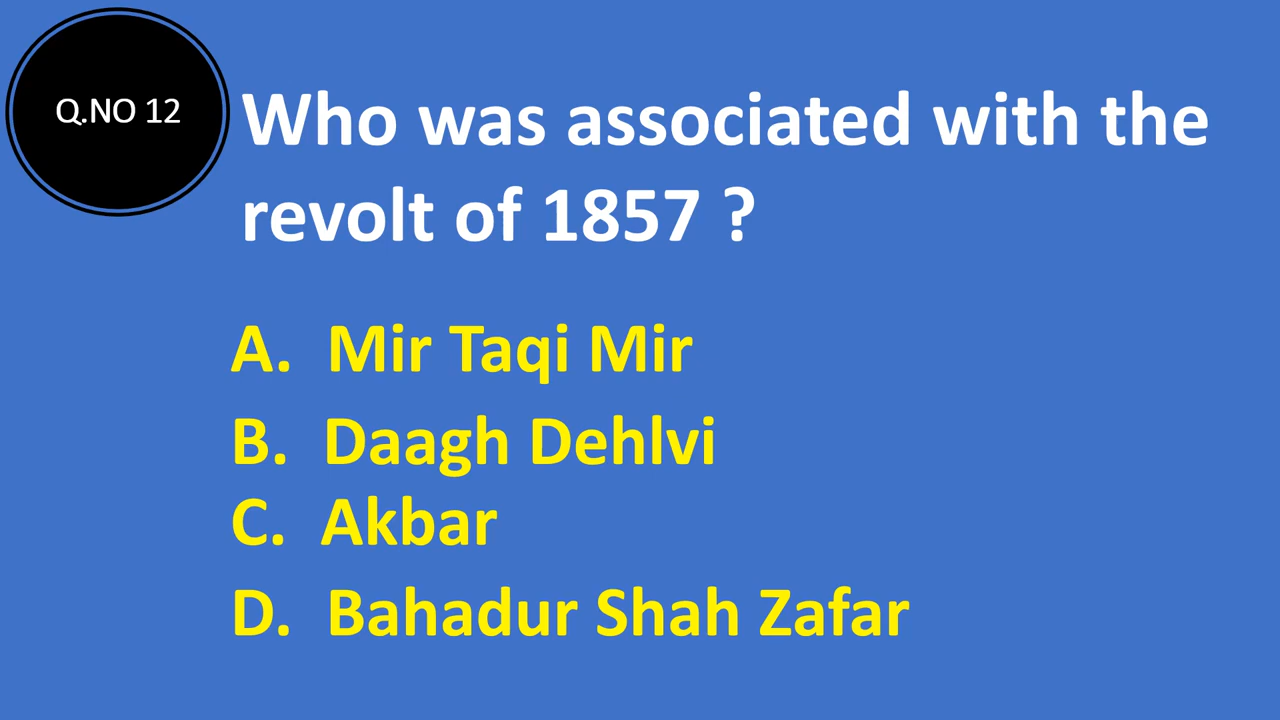 Q.NO 12
Who was associated with the
revolt of 1857 ?
A. Mir Taqi Mir
B. Daagh Dehlvi
C. Akbar
D. Bahadur Shah Zafar